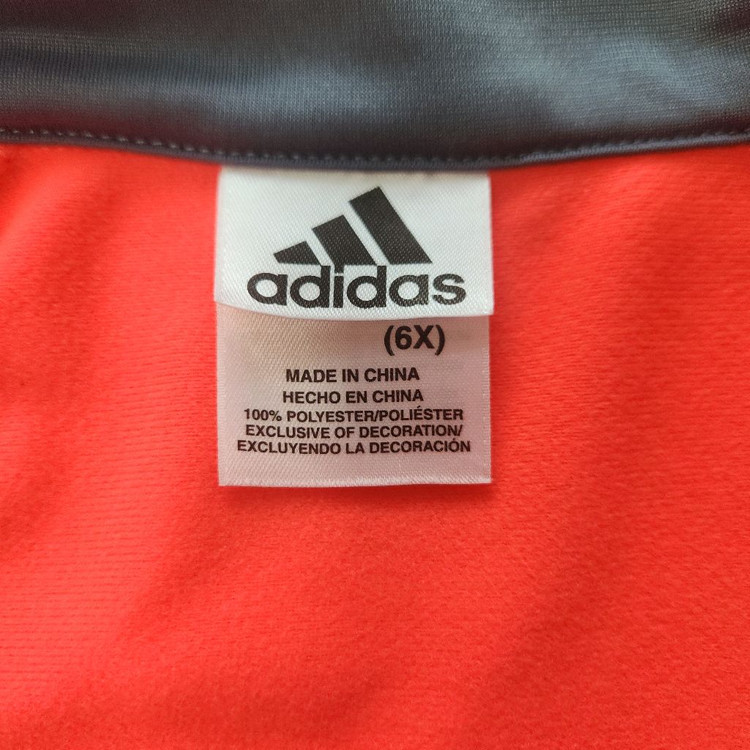 adidas
(6X)
MADE IN CHINA
HECHO EN CHINA
100% POLYESTER/POLIÉSTER
EXCLUSIVE OF DECORATION/
EXCLUYENDO LA DECORACIÓN